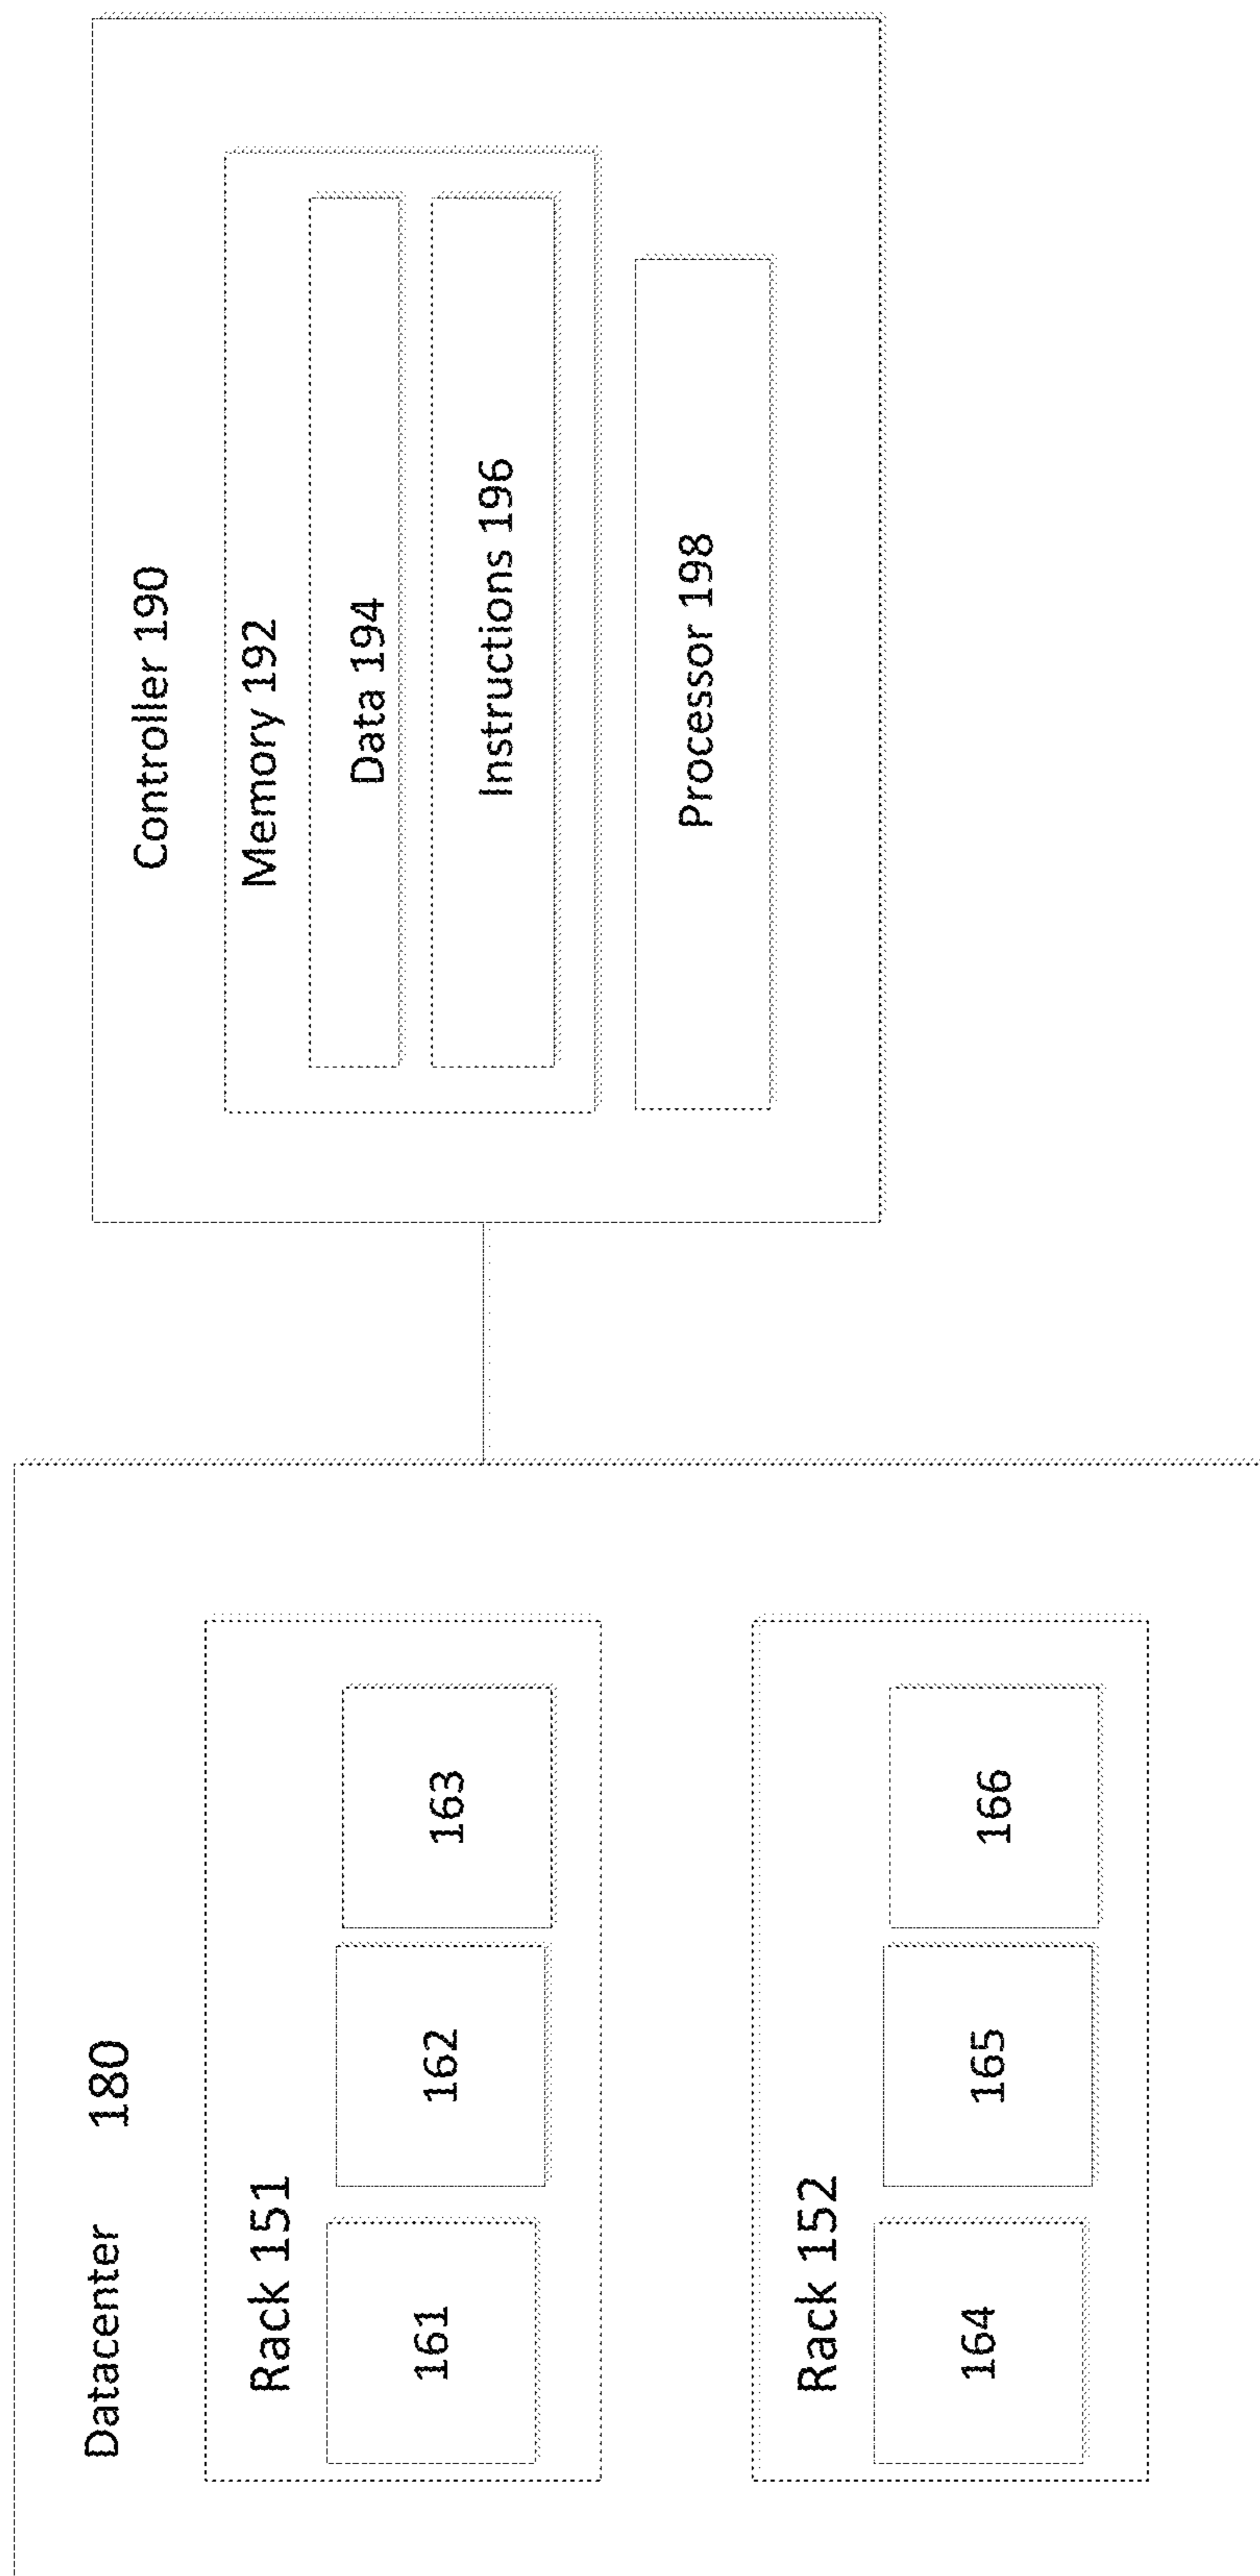 Datacenter 180
Rack 151
161
162
163
Rack 152
164
165
166
Controller 190
Memory 192
Data 194
Instructions 196
Processor 198